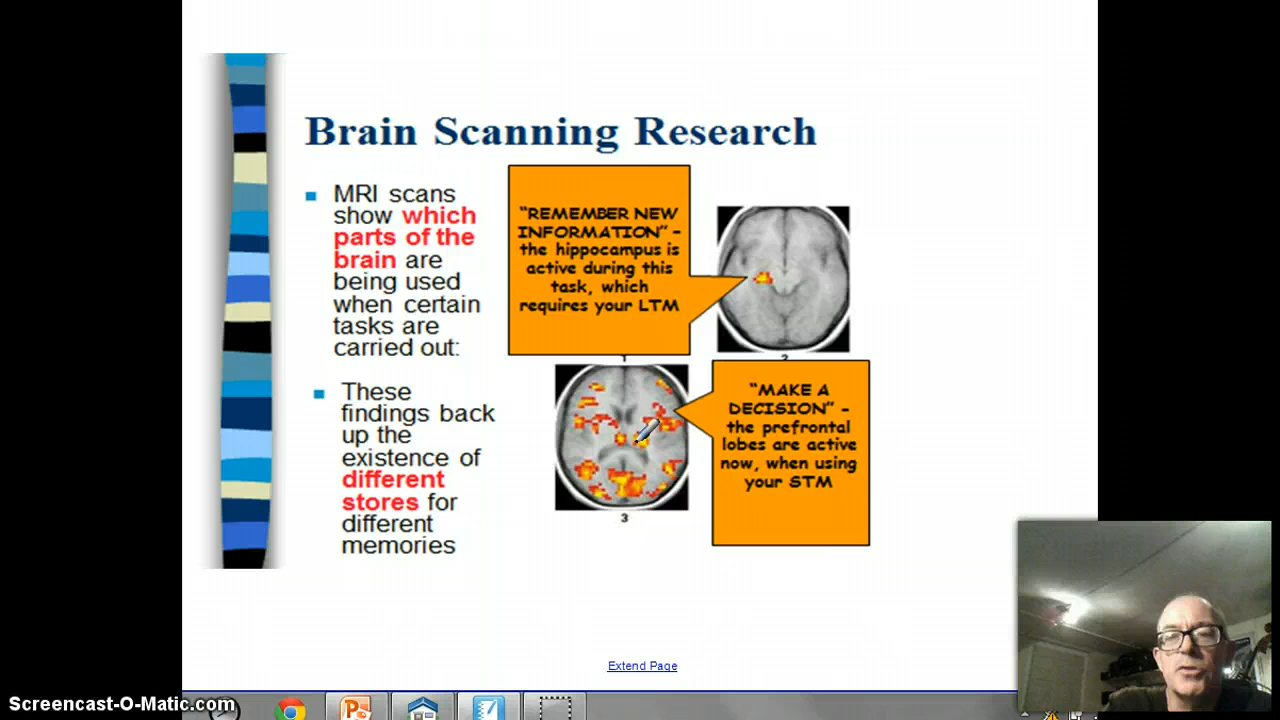 Brain Scanning Research
MRI scans
show which
parts of the
brain are
being used
when certain
tasks are
carried out:
These
findings back
up the
existence of
different
stores for
different
memories
"REMEMBER NEW
INFORMATION" -
the hippocampus is
active during this
task, which
requires your LTM
1
2
"MAKE A
DECISION" -
the prefrontal
lobes are active
now, when using
your STM
3
Extend Page
Screencast-O-Matic.com